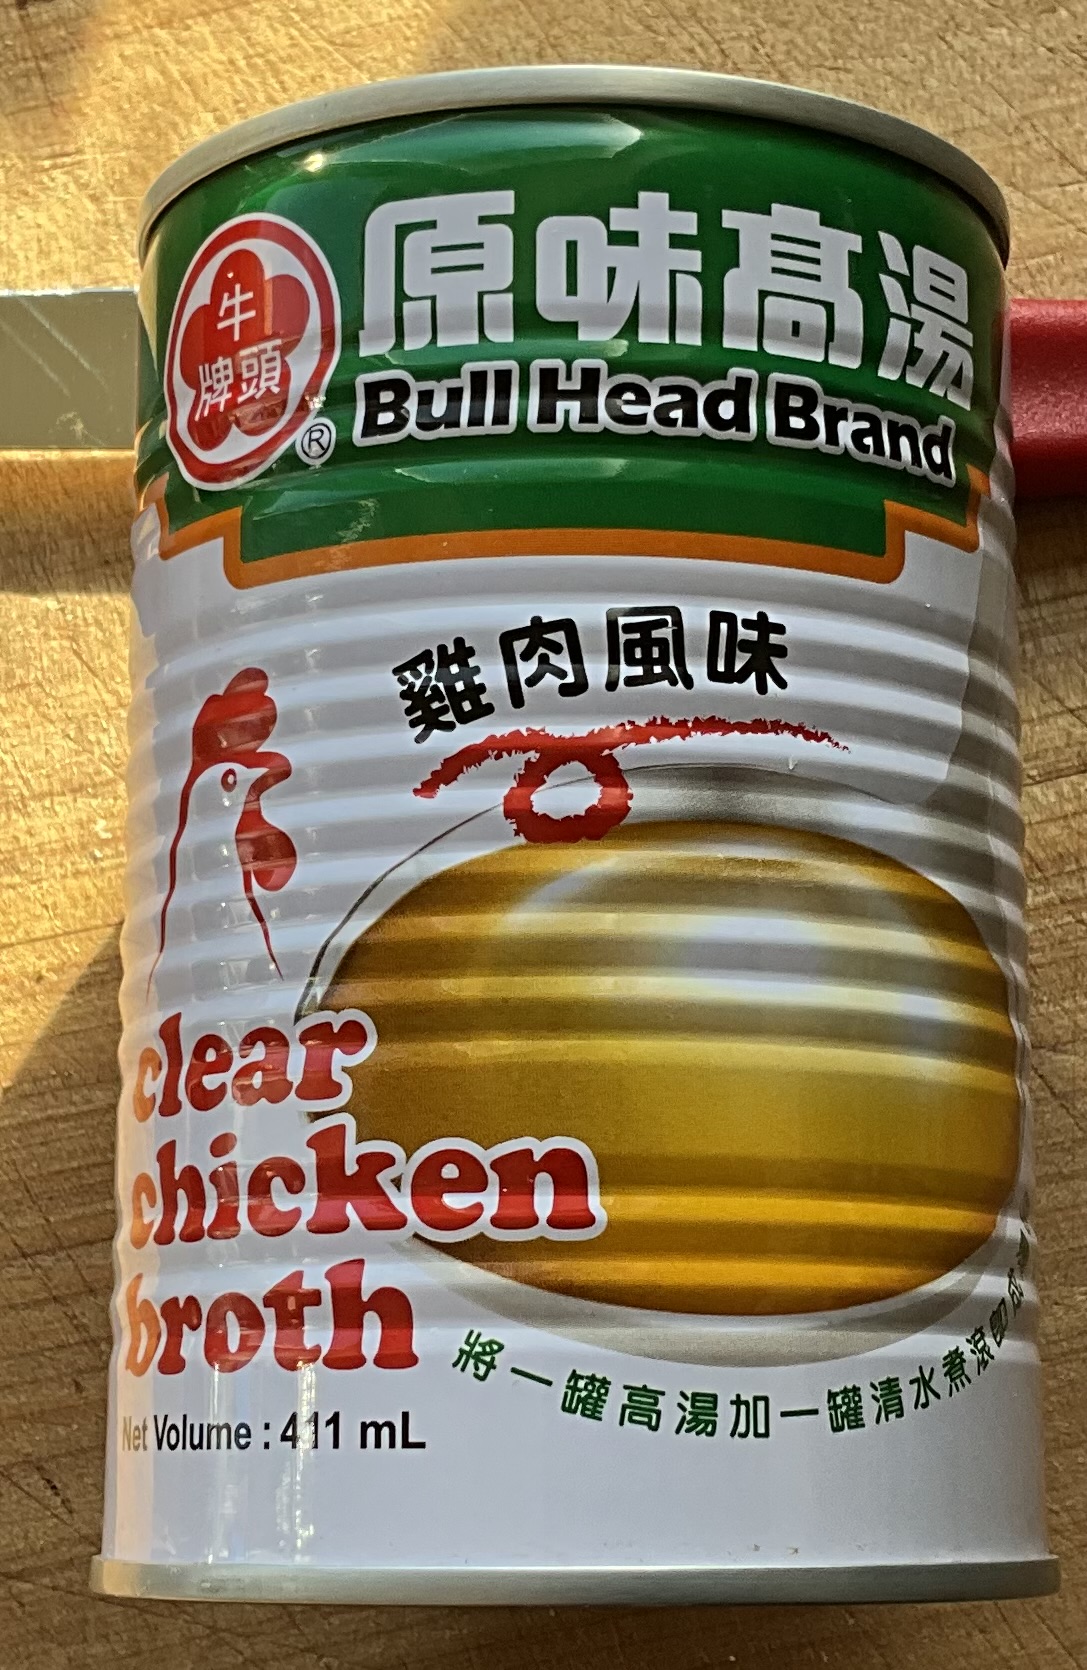 原味高湯
牛
牌頭
®
Bull Head Brand
雞肉風味
clear
chicken
broth
將一罐高湯加一罐清水煮滾即成
Net Volume : 411 mL